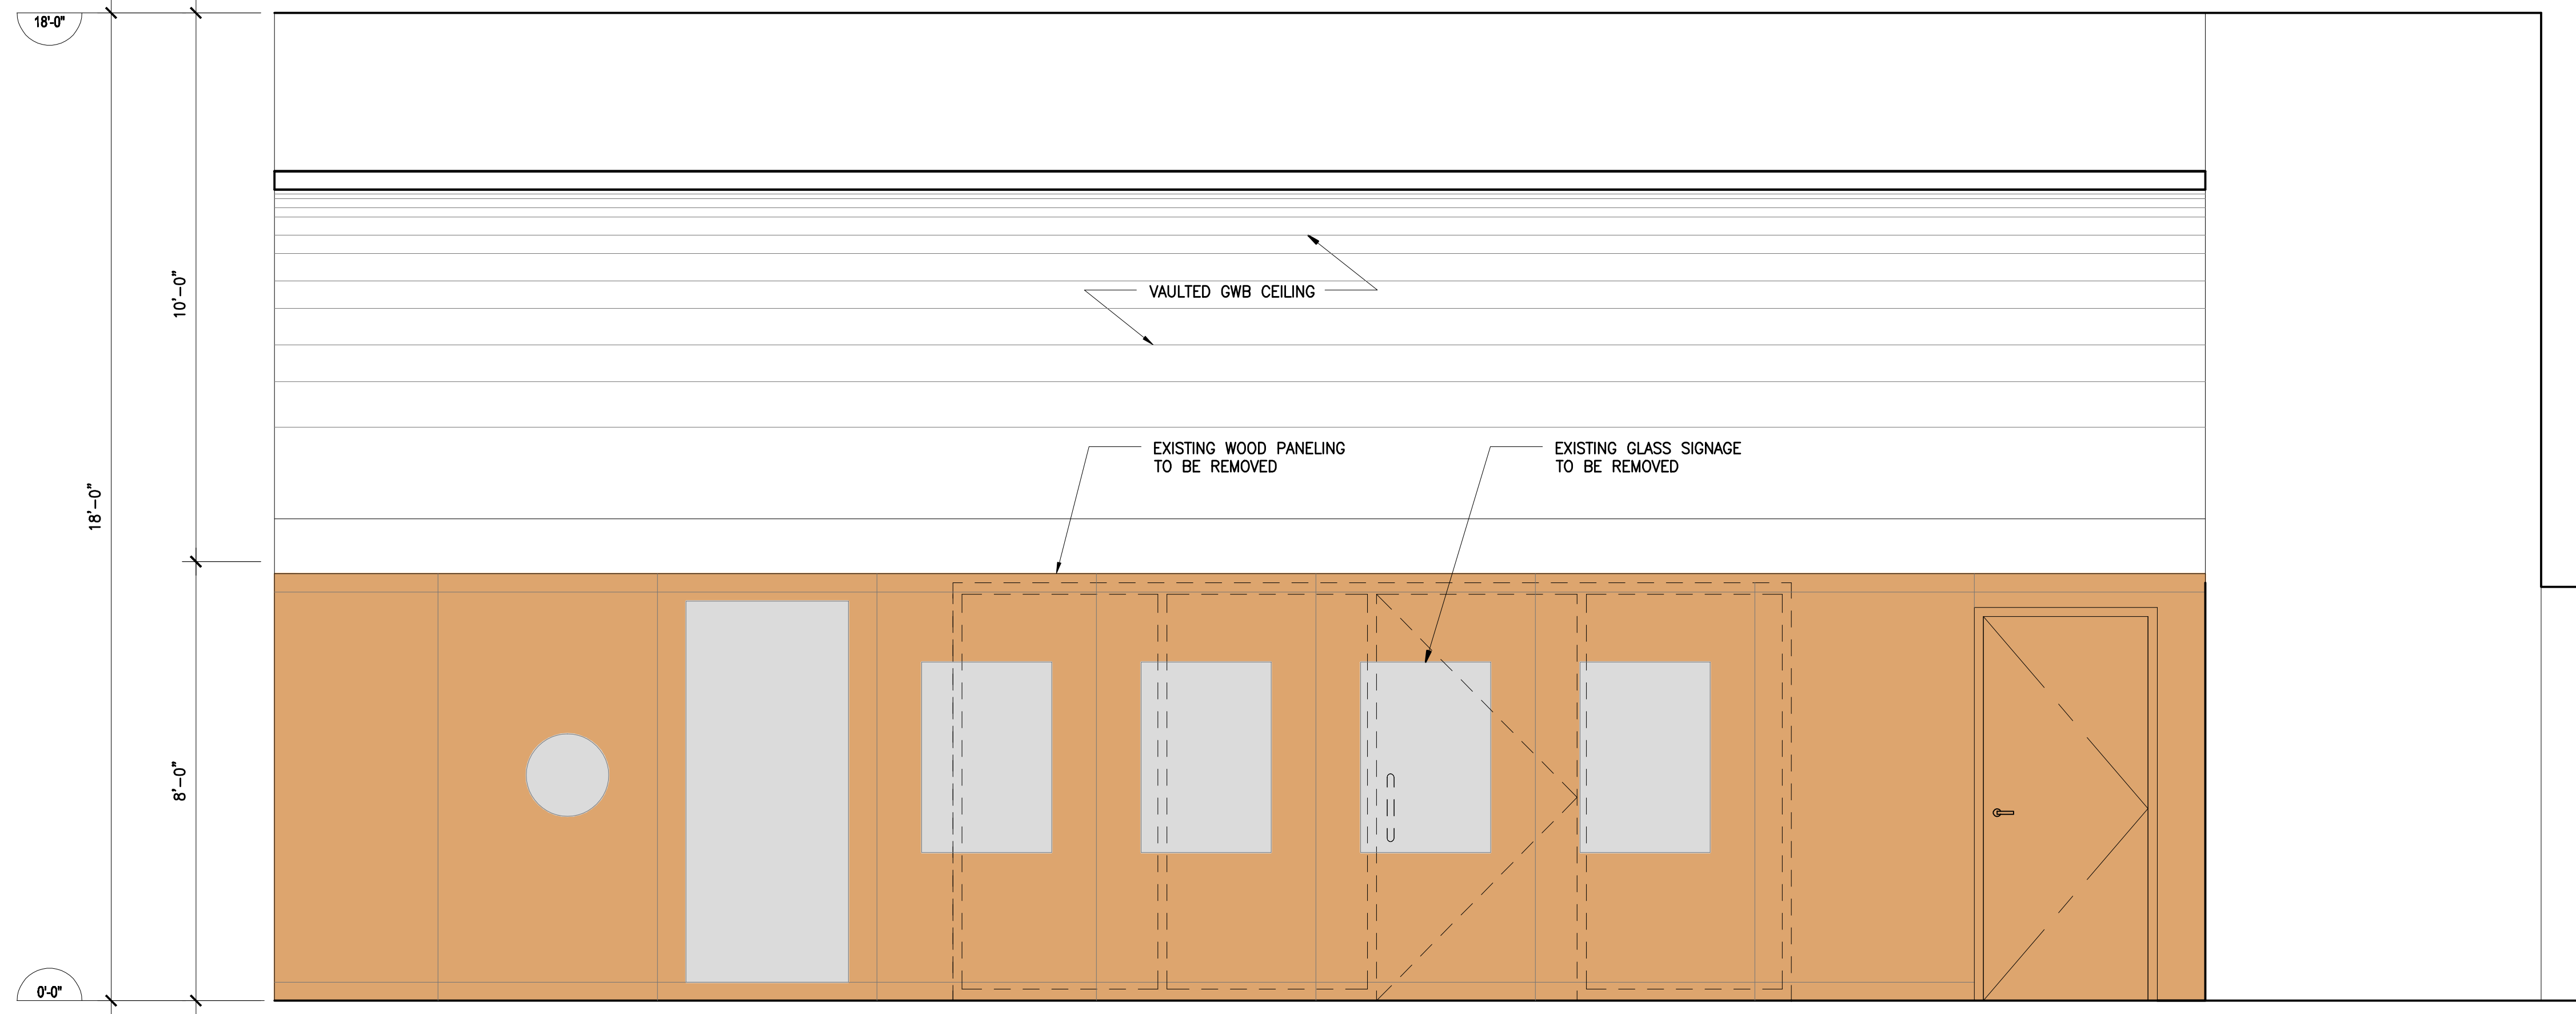 18'-0"
10'-0"
VAULTED GWB CEILING
EXISTING WOOD PANELING
TO BE REMOVED
EXISTING GLASS SIGNAGE
TO BE REMOVED
18'-0"
8'-0"
0'-0"